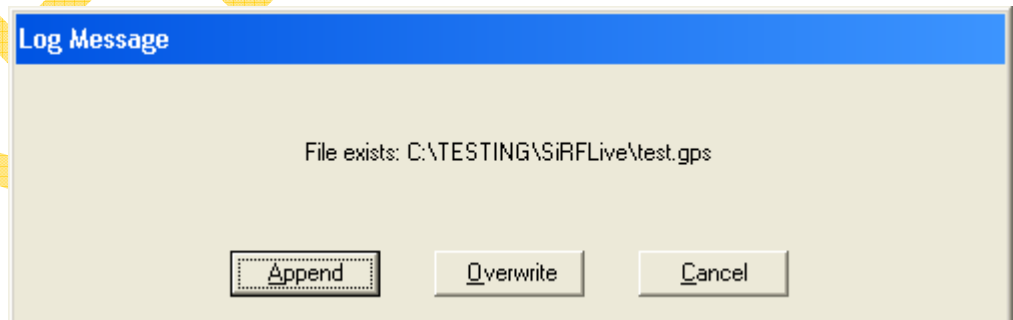 Log Message
File exists: C:\TESTING\SiRFLive\test.gps
Append Overwrite Cancel